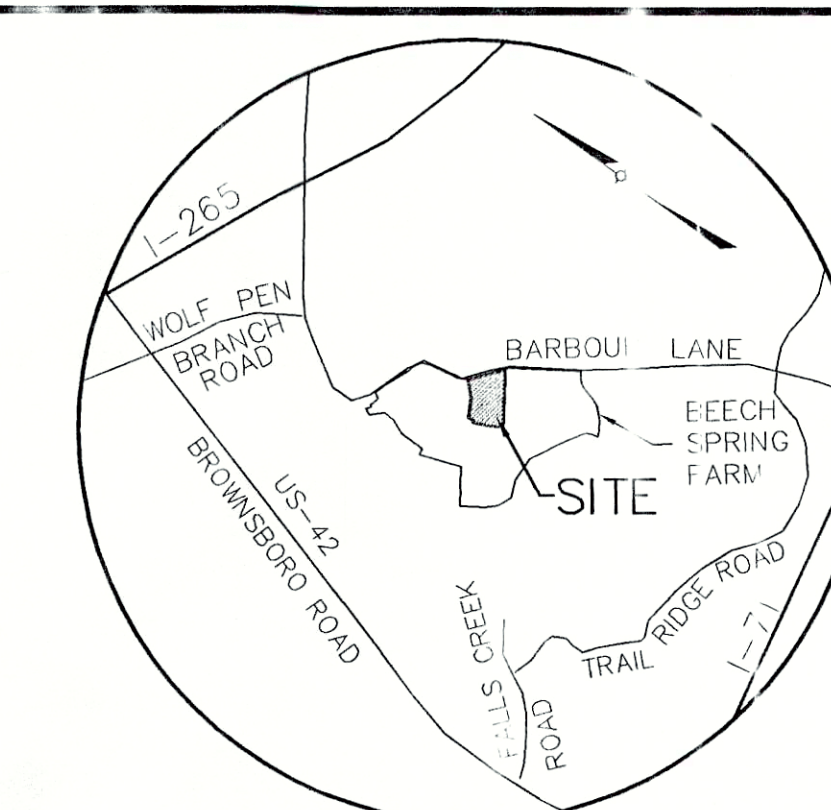 I-265
WOLF PEN
BRANCH
ROAD
BARBOUI LANE
BEECH
SPRING
FARM
SITE
US-42
BROWNSBORO ROAD
FALLS CREEK
ROAD
TRAIL RIDGE ROAD
I-71